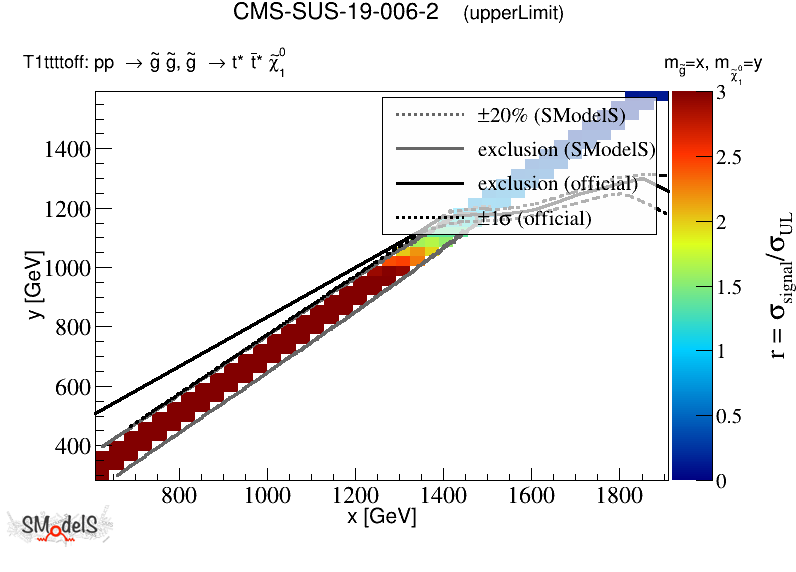 CMS-SUS-19-006-2 (upperLimit)
T1ttttoff: pp → g̃ g̃, g̃ → t* t̄* χ̃₁⁰
m_g̃=x, m_χ̃₁⁰=y
±20% (SModelS)
exclusion (SModelS)
exclusion (official)
±1σ (official)
1400
1200
1000
800
600
400
y [GeV]
800 1000 1200 1400 1600 1800
x [GeV]
3
2.5
2
1.5
1
0.5
0
r = σ_signal/σ_UL
SModelS